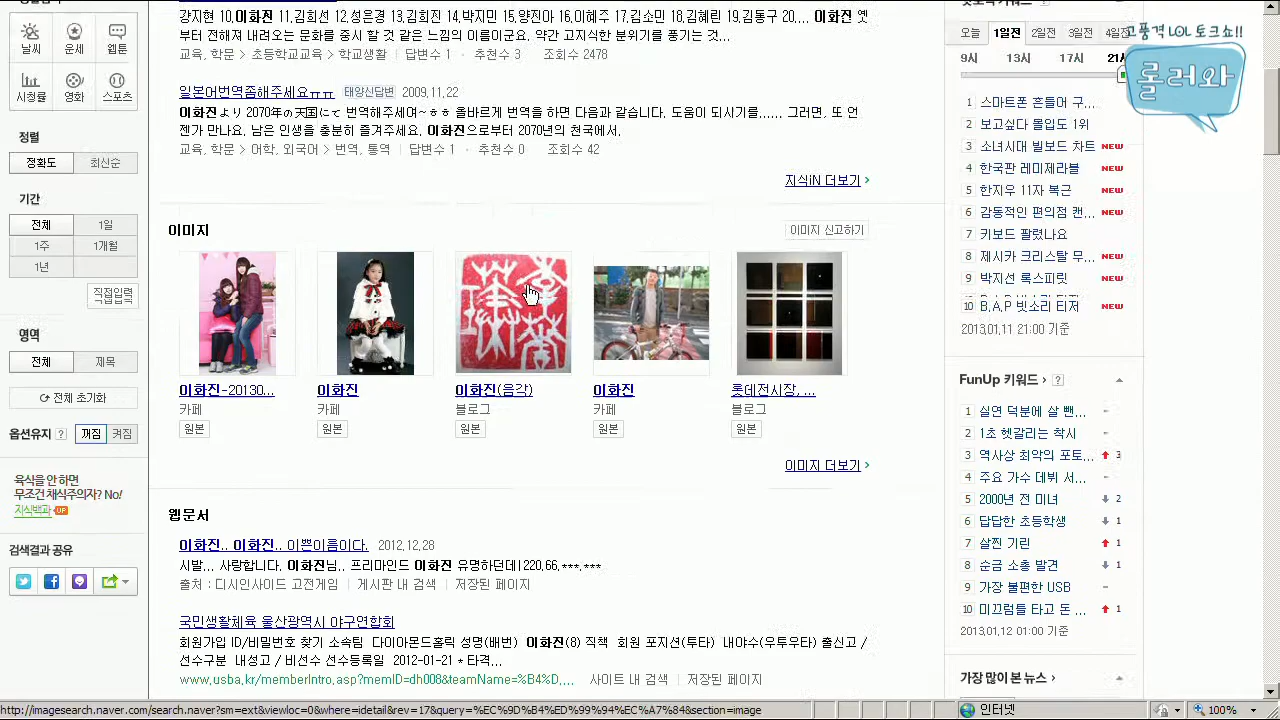 강지현 10.이화진 11.김희선 12.성은경 13.김희진 14.박지민 15.양진아 16.이혜주 17.김소미 18.김혜린 19.김동구 20.... 이화진 옛
부터 전해져 내려오는 문화를 중시 할 것 같은 느낌의 이름이군요. 약간 고지식한 분위기를 풍기는 것...
교육, 학문 > 초등학교교육 > 학교생활 | 답변수 1 · 추천수 3 조회수 2478
일본어번역좀해주세요ㅠㅠ 태양신답변 2009.11.22
이화진より 2070年の天国にて 번역해주세여~ㅎㅎ 올바르게 번역을 하면 다음과 같습니다. 도움이 되시기를...... 그러면, 또 언
젠가 만나요. 남은 인생을 충분히 즐겨주세요. 이화진으로부터 2070년의 천국에서.
교육, 학문 > 어학, 외국어 > 번역, 통역 | 답변수 1 · 추천수 0 조회수 42
지식iN 더보기 >
날씨 운세 웹툰
시청률 영화 스포츠
정렬
정확도 최신순
기간
전체 1일
1주 1개월
1년
직접입력
영역
전체 제목
전체 초기화
옵션유지 ? 꺼짐 켜짐
육식을 안 하면
무조건 채식주의자? No!
지식백과 UP
검색결과 공유
이미지 이미지 신고하기
이화진-20130... 이화진 이화진(음각) 이화진 롯데전시장, ...
카페 카페 블로그 카페 블로그
원본 원본 원본 원본 원본
이미지 더보기 >
웹문서
이화진.. 이화진.. 이쁜이름이다. 2012.12.28
시발... 사랑합니다. 이화진님.. 프리마인드 이화진 유명하던데|220.66.***.***
출처 : 디시인사이드 고전게임 | 게시판 내 검색 | 저장된 페이지
국민생활체육 울산광역시 야구연합회
회원가입 ID/비밀번호 찾기 소속팀 다이아몬드홀릭 성명(배번) 이화진(8) 직책 회원 포지션(투타) 내야수(우투우타) 출신고 /
선수구분 내성고 / 비선수 선수등록일 2012-01-21 * 타격...
www.usba.kr/memberIntro.asp?memID=dh008&teamName=%B4%D.... 사이트 내 검색 | 저장된 페이지
오늘 1일전 2일전 3일전 4일전
9시 13시 17시 21시
고품격 LOL 토크쇼!!
롤러와
1 스마트폰 흔들어 구...
2 보고싶다 몰입도 1위
3 소녀시대 빌보드 차트 NEW
4 한국판 레미제라블 NEW
5 한지우 11자 복근 NEW
6 감동적인 편의점 캔... NEW
7 키보드 팔렸나요
8 제시카 크리스탈 무... NEW
9 박지선 록스피릿 NEW
10 B.A.P 빗소리 티저 NEW
2013.01.11 21:00 기준
FunUp 키워드 > ?
1 실연 덕분에 살 뺀... -
2 1초 헷갈리는 착시 -
3 역사상 최악의 포토... 3
4 주요 가수 데뷔 서... -
5 2000년 전 미녀 2
6 답답한 초등학생 1
7 살찐 기린 1
8 순금 소총 발견 1
9 가장 불편한 USB -
10 미끄럼틀 타고 돈 ... 1
2013.01.12 01:00 기준
가장 많이 본 뉴스 >
http://imagesearch.naver.com/search.naver?sm=ext&viewloc=0&where=idetail&rev=17&query=%EC%9D%B4%ED%99%94%EC%A7%84&section=image
인터넷 100%